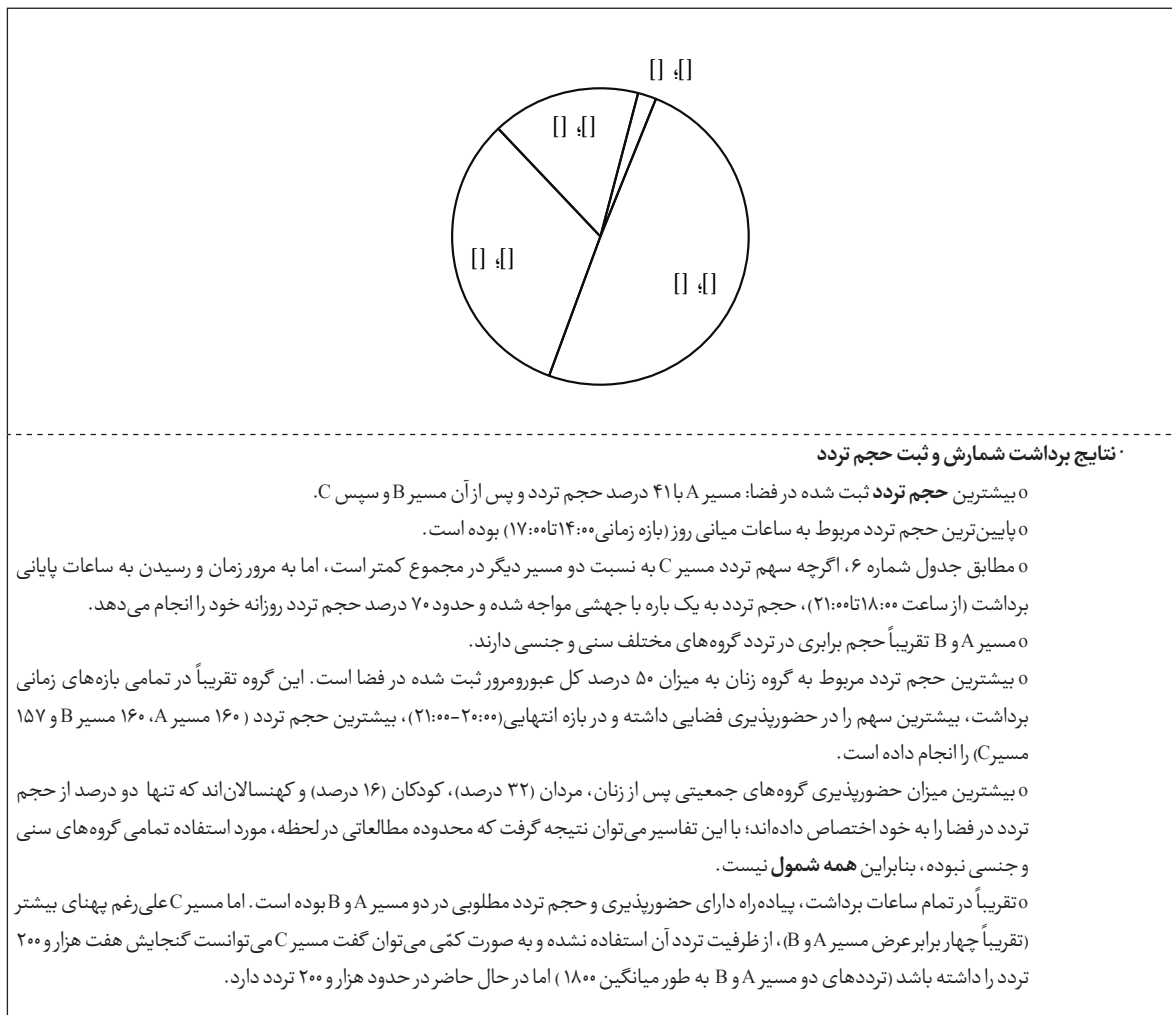 [] ؛[]
[] ؛[]
[] ؛[]
[] ؛[]
· نتایج برداشت شمارش و ثبت حجم تردد
o بیشترین حجم تردد ثبت شده در فضا: مسیر A با ۴۱ درصد حجم تردد و پس از آن مسیر B و سپس C.
o پایین‌ترین حجم تردد مربوط به ساعات میانی روز (بازه زمانی ۱۴:۰۰تا۱۷:۰۰) بوده است.
o مطابق جدول شماره ۶، اگرچه سهم تردد مسیر C به نسبت دو مسیر دیگر در مجموع کمتر است، اما به مرور زمان و رسیدن به ساعات پایانی
برداشت (از ساعت ۱۸:۰۰تا۲۱:۰۰)، حجم تردد به یک باره با جهشی مواجه شده و حدود ۷۰ درصد حجم تردد روزانه خود را انجام می‌دهد.
o مسیر A و B تقریباً حجم برابری در تردد گروه‌های مختلف سنی و جنسی دارند.
o بیشترین حجم تردد مربوط به گروه زنان به میزان ۵۰ درصد کل عبورومرور ثبت شده در فضا است. این گروه تقریباً در تمامی بازه‌های زمانی
برداشت، بیشترین سهم را در حضورپذیری فضایی داشته و در بازه انتهایی(۲۰:۰۰-۲۱:۰۰)، بیشترین حجم تردد ( ۱۶۰ مسیر A، ۱۶۰ مسیر B و ۱۵۷
مسیرC) را انجام داده است.
o بیشترین میزان حضورپذیری گروه‌های جمعیتی پس از زنان، مردان (۳۲ درصد)، کودکان (۱۶ درصد) و کهنسالان‌اند که تنها دو درصد از حجم
تردد در فضا را به خود اختصاص داده‌اند؛ با این تفاسیر می‌توان نتیجه گرفت که محدوده مطالعاتی در لحظه، مورد استفاده تمامی گروه‌های سنی
و جنسی نبوده، بنابراین همه شمول نیست.
o تقریباً در تمام ساعات برداشت، پیاده‌راه دارای حضورپذیری و حجم تردد مطلوبی در دو مسیر A و B بوده است. اما مسیر C علی‌رغم پهنای بیشتر
(تقریباً چهار برابر عرض مسیر A و B)، از ظرفیت تردد آن استفاده نشده و به صورت کمّی می‌توان گفت مسیر C می‌توانست گنجایش هفت هزار و ۲۰۰
تردد را داشته باشد (ترددهای دو مسیر A و B به طور میانگین ۱۸۰۰ ) اما در حال حاضر در حدود هزار و ۲۰۰ تردد دارد.